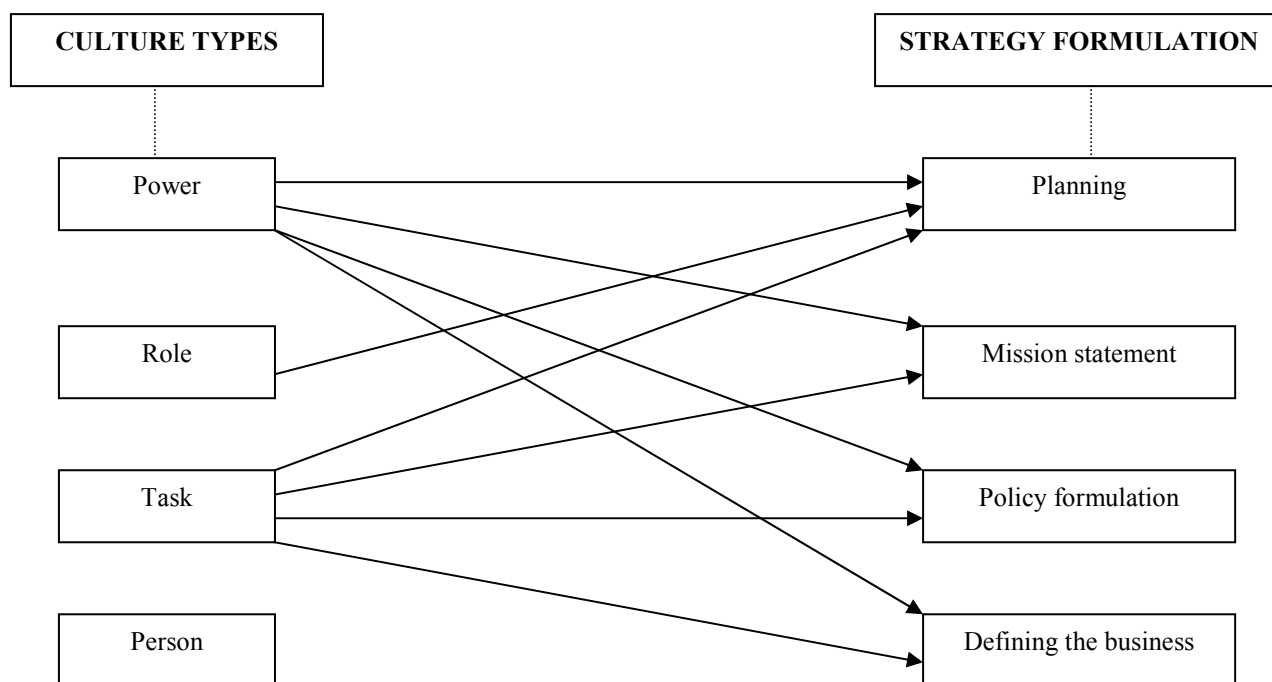 CULTURE TYPES
STRATEGY FORMULATION
Power
Planning
Role
Mission statement
Task
Policy formulation
Person
Defining the business